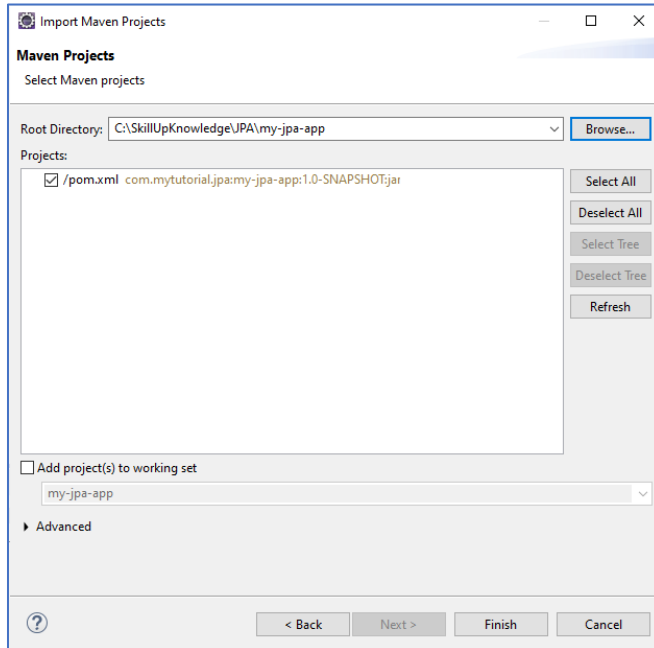 Import Maven Projects
Maven Projects
Select Maven projects
Root Directory: C:\SkillUpKnowledge\JPA\my-jpa-app Browse...
Projects:
/pom.xml com.mytutorial.jpa:my-jpa-app:1.0-SNAPSHOT:jar
Select All
Deselect All
Select Tree
Deselect Tree
Refresh
Add project(s) to working set
my-jpa-app
Advanced
? < Back Next > Finish Cancel